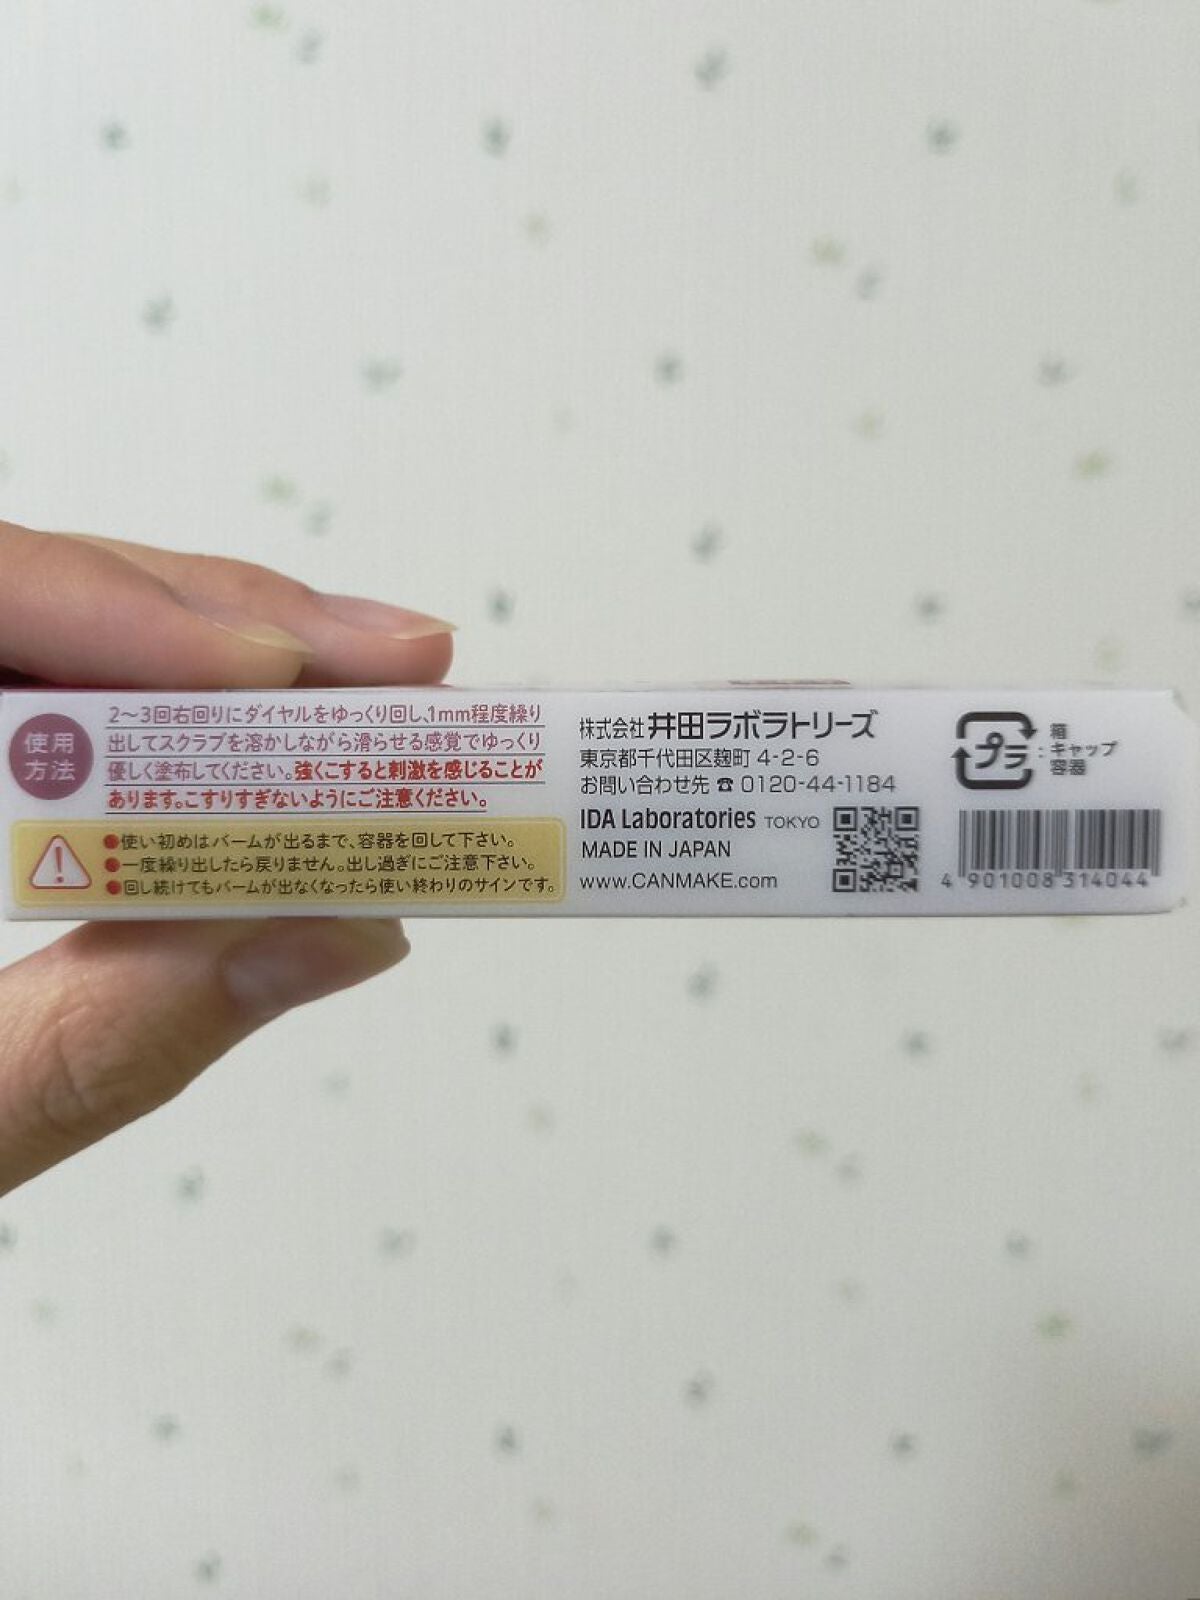 使用
方法
2～3回右回りにダイヤルをゆっくり回し、1mm程度繰り
出してスクラブを溶かしながら滑らせる感覚でゆっくり
優しく塗布してください。強くこすると刺激を感じることが
あります。こすりすぎないようにご注意ください。
●使い初めはバームが出るまで、容器を回して下さい。
●一度繰り出したら戻りません。出し過ぎにご注意下さい。
●回し続けてもバームが出なくなったら使い終わりのサインです。
株式会社 井田ラボラトリーズ
東京都千代田区麹町 4-2-6
お問い合わせ先 ☎ 0120-44-1184
IDA Laboratories TOKYO
MADE IN JAPAN
www.CANMAKE.com
プラ : 箱
キャップ
容器
4 901008 314044